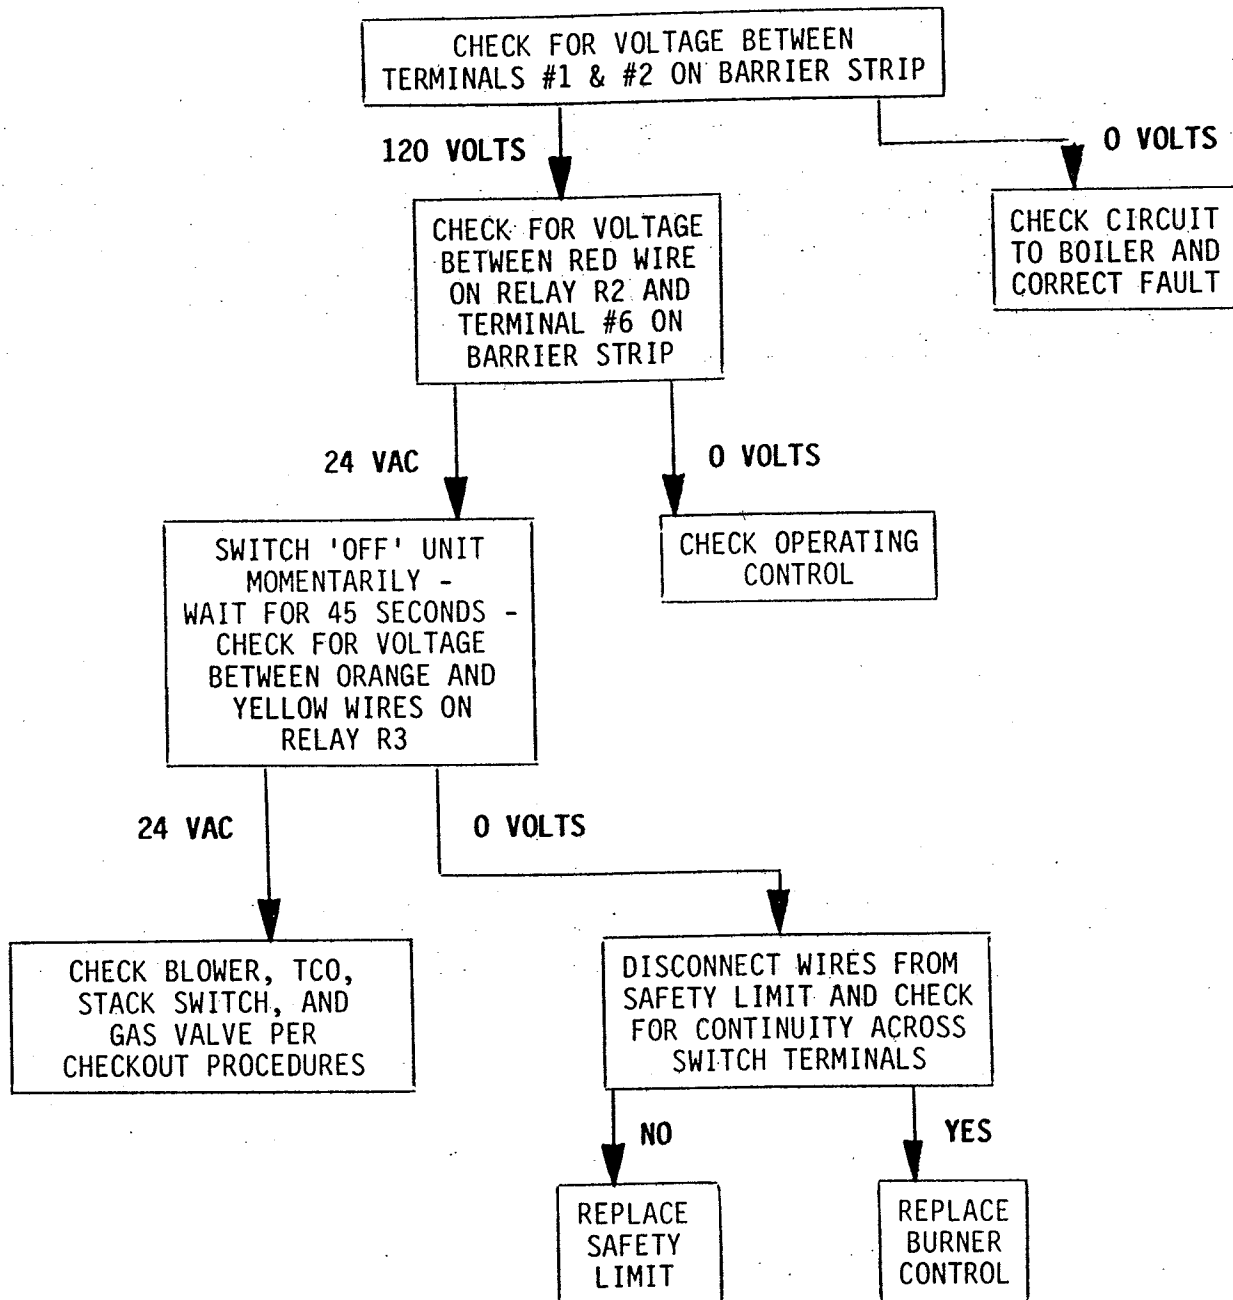 CHECK FOR VOLTAGE BETWEEN
TERMINALS #1 & #2 ON BARRIER STRIP
120 VOLTS
0 VOLTS
CHECK FOR VOLTAGE
BETWEEN RED WIRE
ON RELAY R2 AND
TERMINAL #6 ON
BARRIER STRIP
CHECK CIRCUIT
TO BOILER AND
CORRECT FAULT
24 VAC
0 VOLTS
SWITCH 'OFF' UNIT
MOMENTARILY -
WAIT FOR 45 SECONDS -
CHECK FOR VOLTAGE
BETWEEN ORANGE AND
YELLOW WIRES ON
RELAY R3
CHECK OPERATING
CONTROL
24 VAC
0 VOLTS
CHECK BLOWER, TCO,
STACK SWITCH, AND
GAS VALVE PER
CHECKOUT PROCEDURES
DISCONNECT WIRES FROM
SAFETY LIMIT AND CHECK
FOR CONTINUITY ACROSS
SWITCH TERMINALS
NO
YES
REPLACE
SAFETY
LIMIT
REPLACE
BURNER
CONTROL